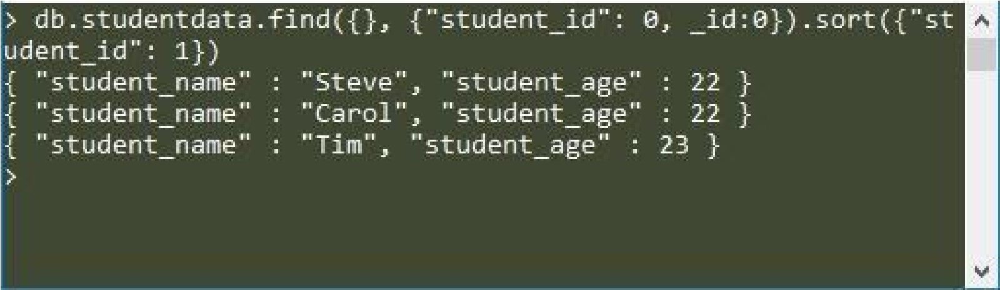 > db.studentdata.find({}, {"student_id": 0, _id:0}).sort({"st
udent_id": 1})
{ "student_name" : "Steve", "student_age" : 22 }
{ "student_name" : "Carol", "student_age" : 22 }
{ "student_name" : "Tim", "student_age" : 23 }
>